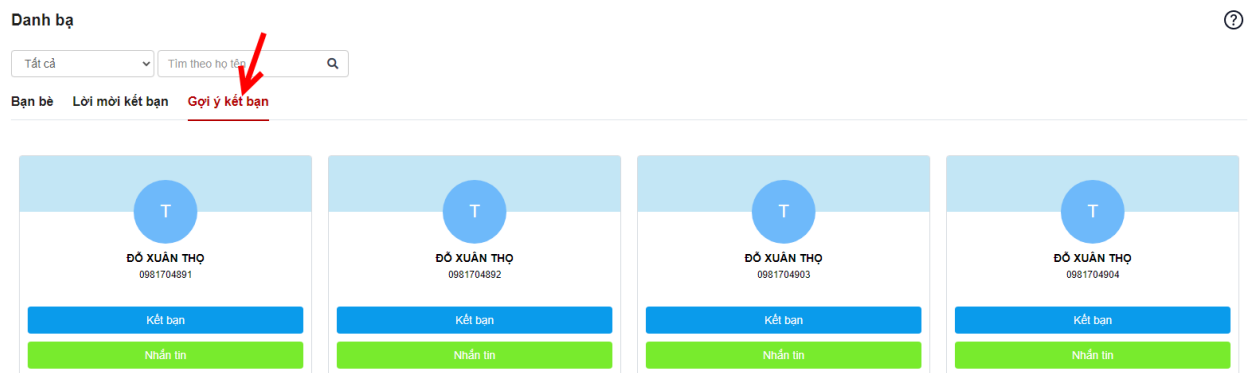 Danh bạ
Tất cả Tìm theo họ tên
Bạn bè Lời mời kết bạn Gợi ý kết bạn
T T T T
ĐỖ XUÂN THỌ ĐỖ XUÂN THỌ ĐỖ XUÂN THỌ ĐỖ XUÂN THỌ
0981704891 0981704892 0981704903 0981704904
Kết bạn Kết bạn Kết bạn Kết bạn
Nhắn tin Nhắn tin Nhắn tin Nhắn tin